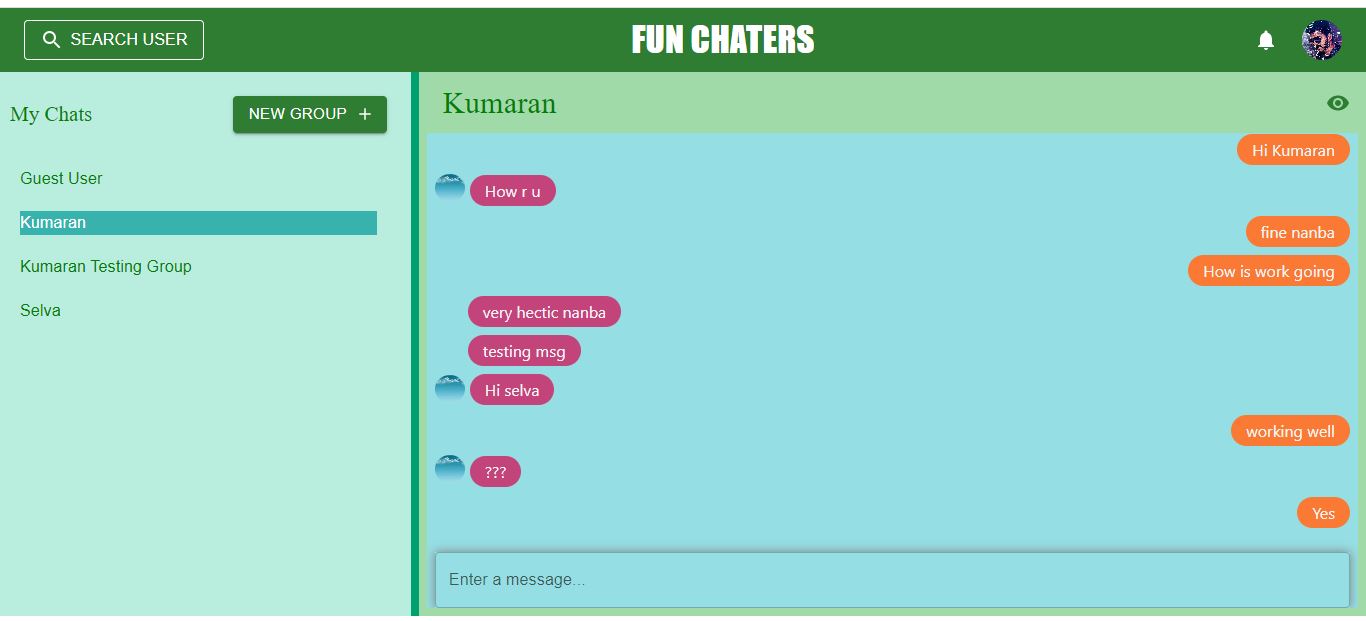 SEARCH USER
FUN CHATERS
My Chats
NEW GROUP +
Guest User
Kumaran
Kumaran Testing Group
Selva
Kumaran
Hi Kumaran
How r u
fine nanba
How is work going
very hectic nanba
testing msg
Hi selva
working well
???
Yes
Enter a message...